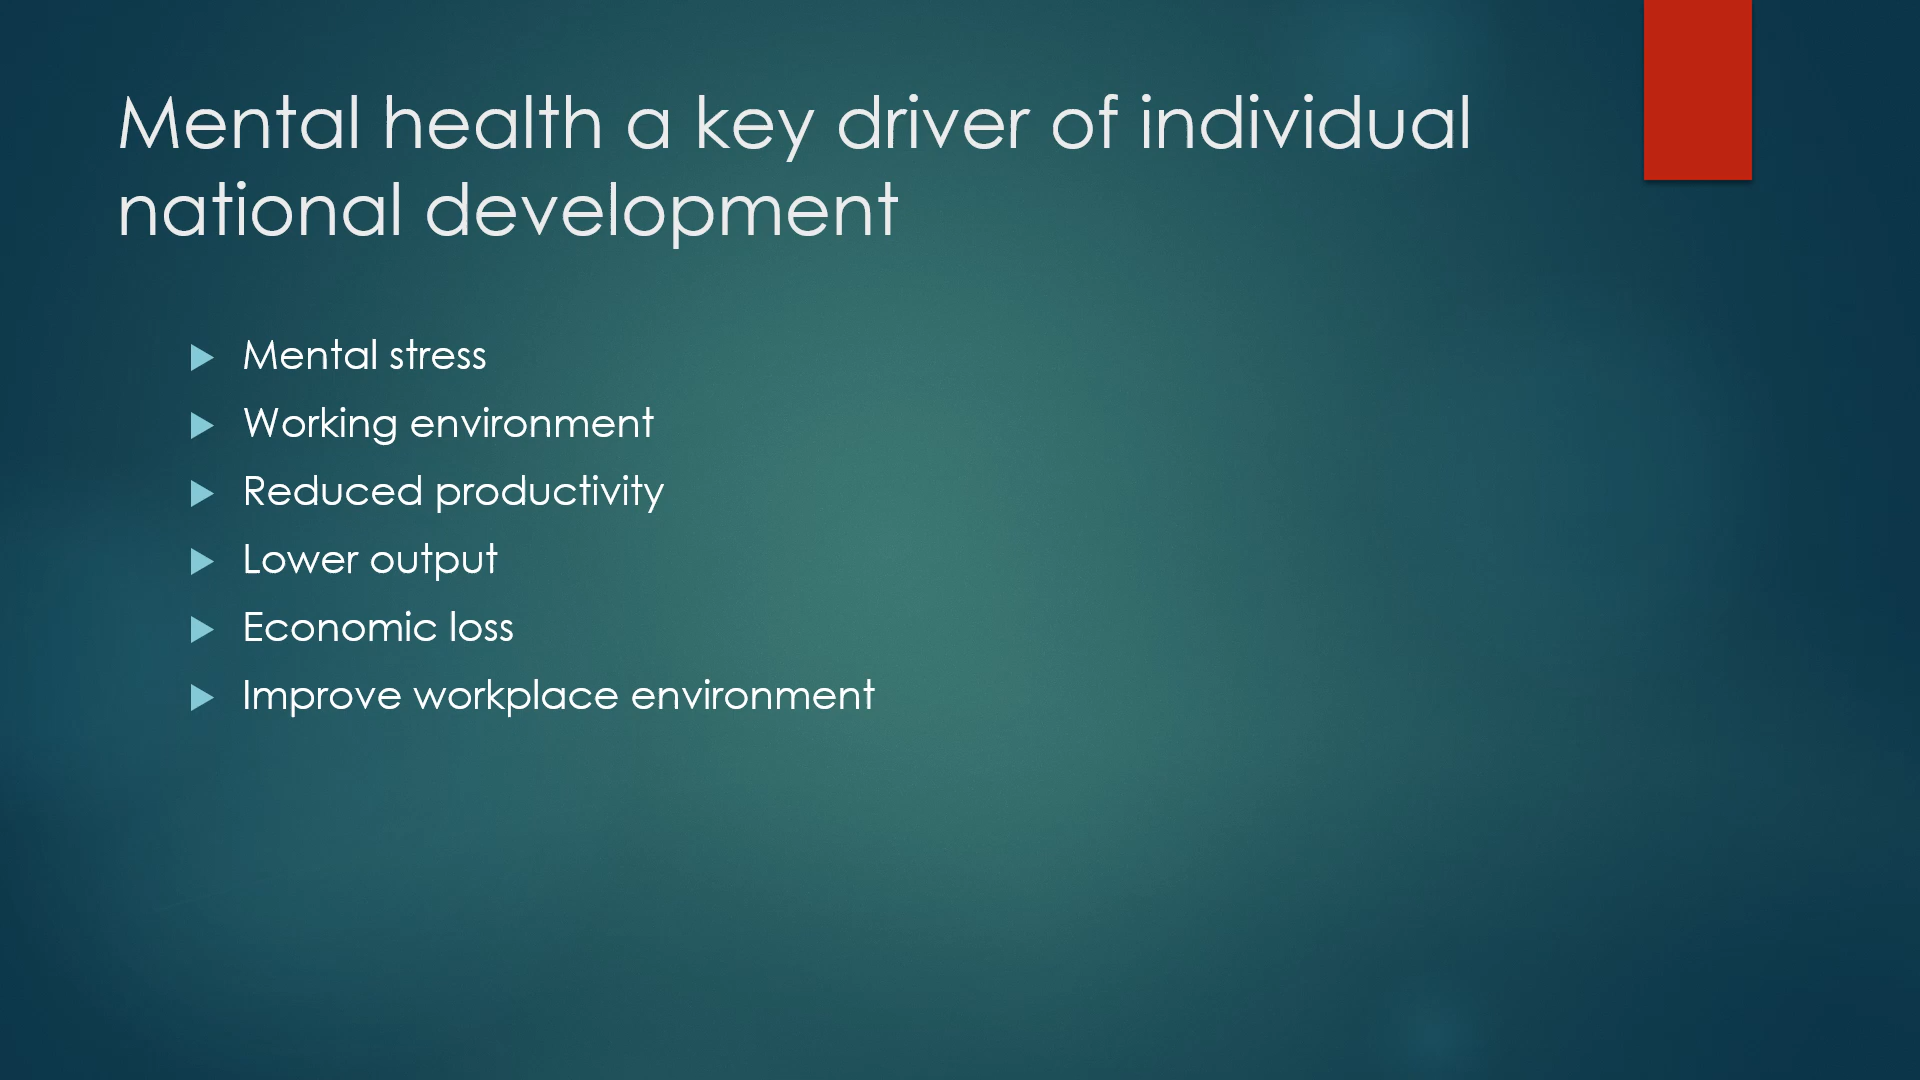 Mental health a key driver of individual
national development
Mental stress
Working environment
Reduced productivity
Lower output
Economic loss
Improve workplace environment